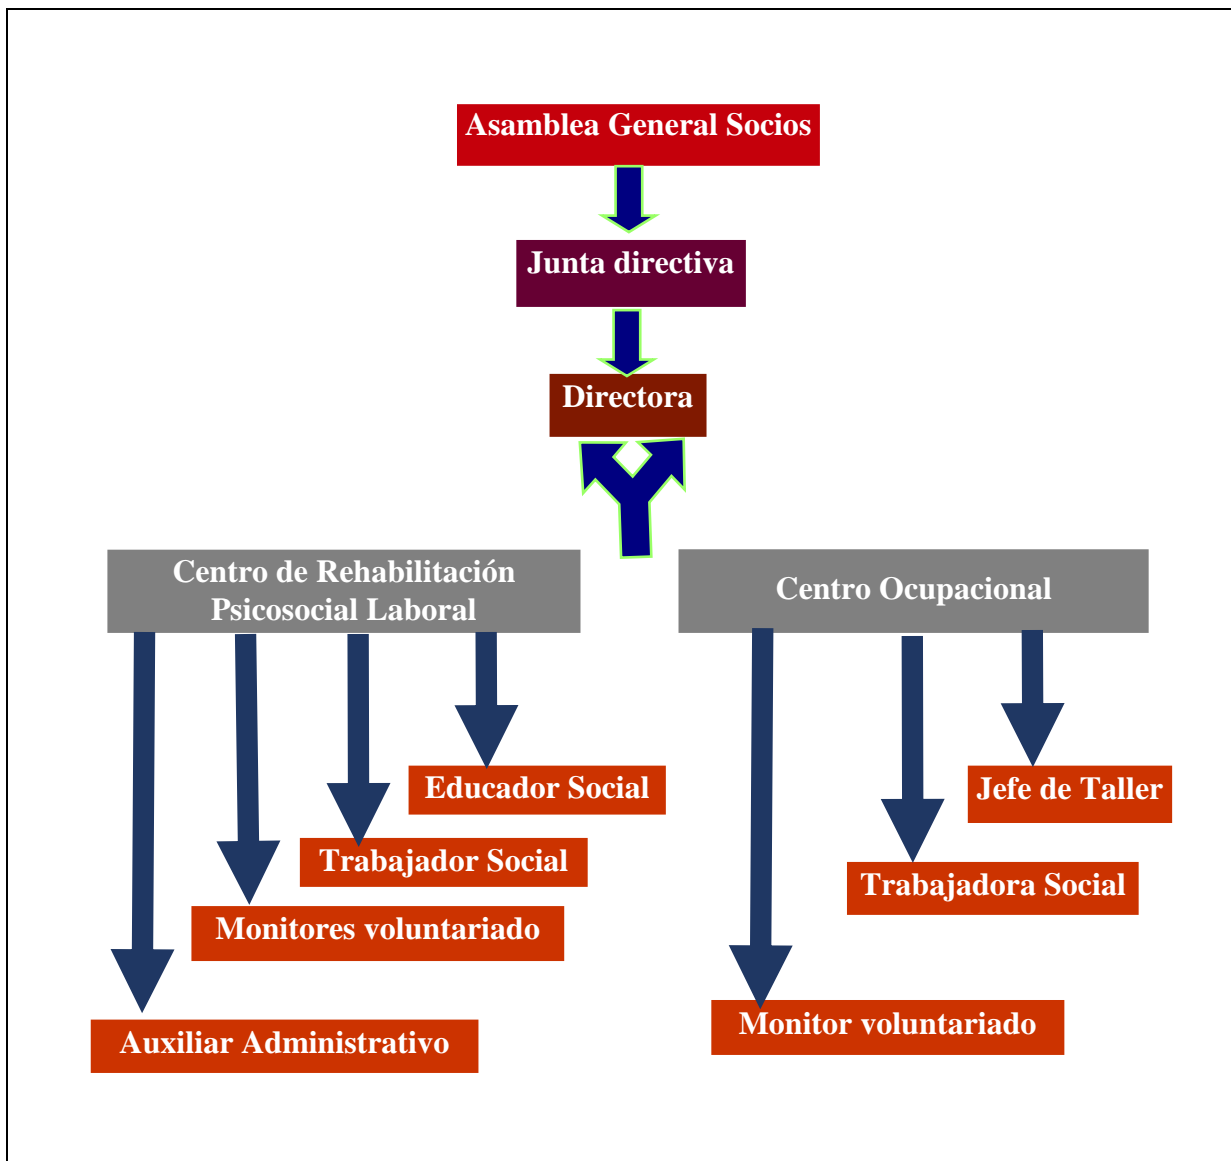 Asamblea General Socios
Junta directiva
Directora
Centro de Rehabilitación
Psicosocial Laboral
Centro Ocupacional
Educador Social
Jefe de Taller
Trabajador Social
Trabajadora Social
Monitores voluntariado
Monitor voluntariado
Auxiliar Administrativo